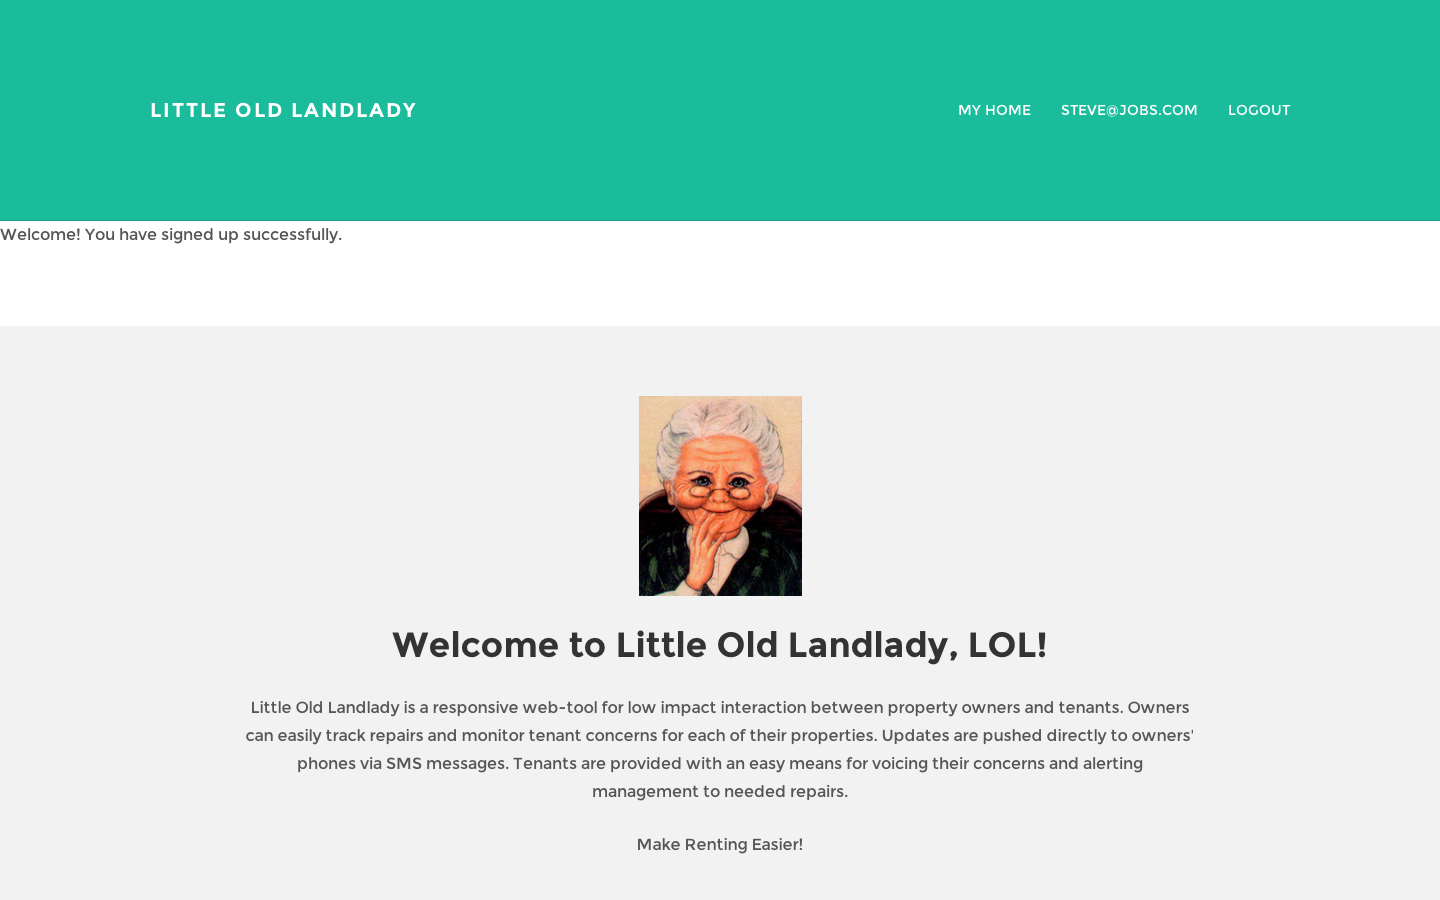 LITTLE OLD LANDLADY
MY HOME STEVE@JOBS.COM LOGOUT
Welcome! You have signed up successfully.
Welcome to Little Old Landlady, LOL!
Little Old Landlady is a responsive web-tool for low impact interaction between property owners and tenants. Owners
can easily track repairs and monitor tenant concerns for each of their properties. Updates are pushed directly to owners'
phones via SMS messages. Tenants are provided with an easy means for voicing their concerns and alerting
management to needed repairs.
Make Renting Easier!